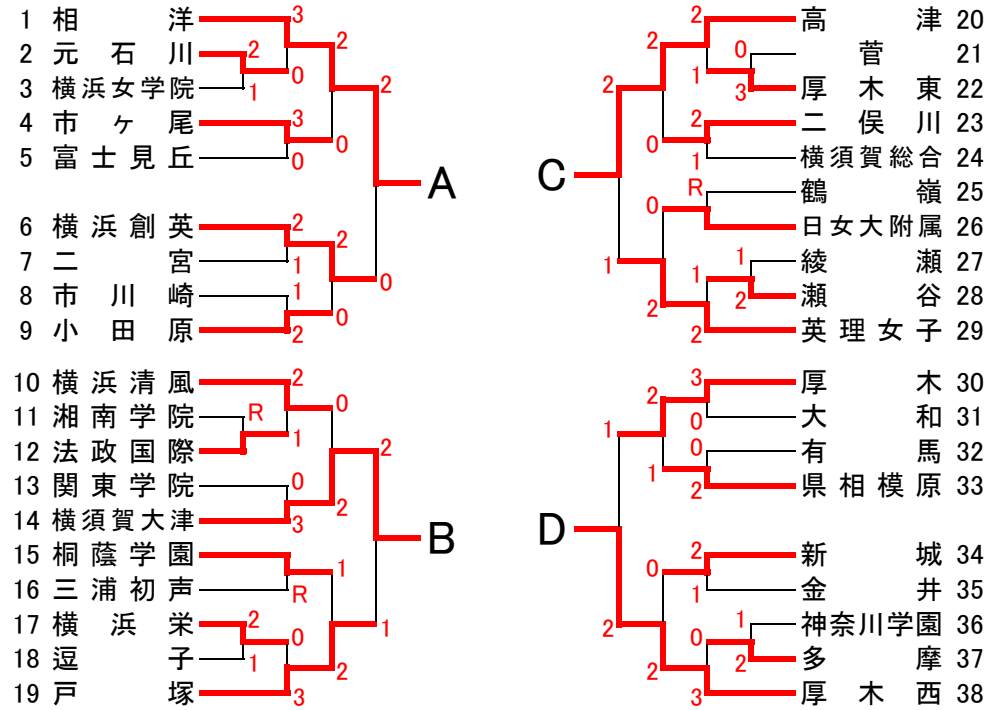 1 相洋 3
2 元石川 2
3 横浜女学院 1
0
2
4 市ヶ尾 3
5 富士見丘 0
0
2
A
6 横浜創英 2
7 二宮 1
2
8 市川崎 1
9 小田原 2
0
0
10 横浜清風 2
11 湘南学院 R
12 法政国際
1
0
13 関東学院 0
14 横須賀大津 3
2
2
B
15 桐蔭学園
16 三浦初声 R
1
17 横浜栄 2
18 逗子 1
0
19 戸塚 3
2
1
2 高津 20
0 菅 21
3 厚木東 22
1
2
2 二俣川 23
1 横須賀総合 24
0
2
C
R 鶴嶺 25
日女大附属 26
0
1 綾瀬 27
2 瀬谷 28
1
2 英理女子 29
2
1
3 厚木 30
0 大和 31
2
0 有馬 32
2 県相模原 33
1
1
D
2 新城 34
1 金井 35
0
1 神奈川学園 36
2 多摩 37
0
3 厚木西 38
2
2